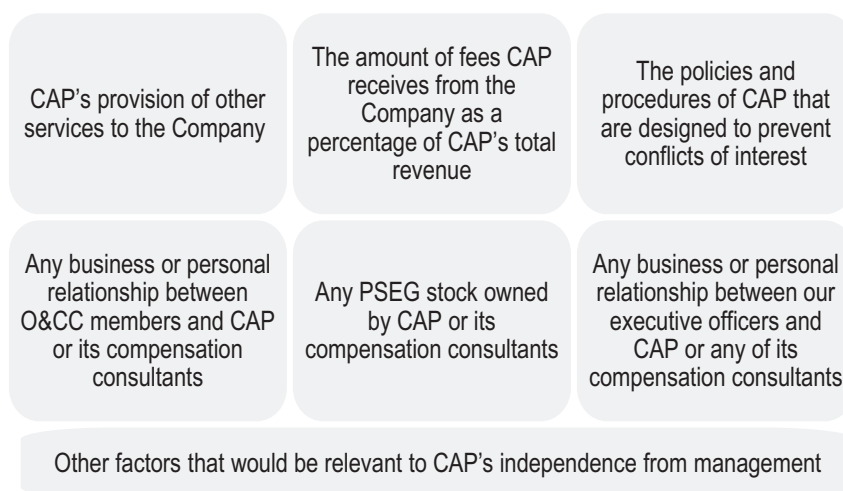 CAP’s provision of other
services to the Company
The amount of fees CAP
receives from the
Company as a
percentage of CAP’s total
revenue
The policies and
procedures of CAP that
are designed to prevent
conflicts of interest
Any business or personal
relationship between
O&CC members and CAP
or its compensation
consultants
Any PSEG stock owned
by CAP or its
compensation consultants
Any business or personal
relationship between our
executive officers and
CAP or any of its
compensation consultants
Other factors that would be relevant to CAP’s independence from management